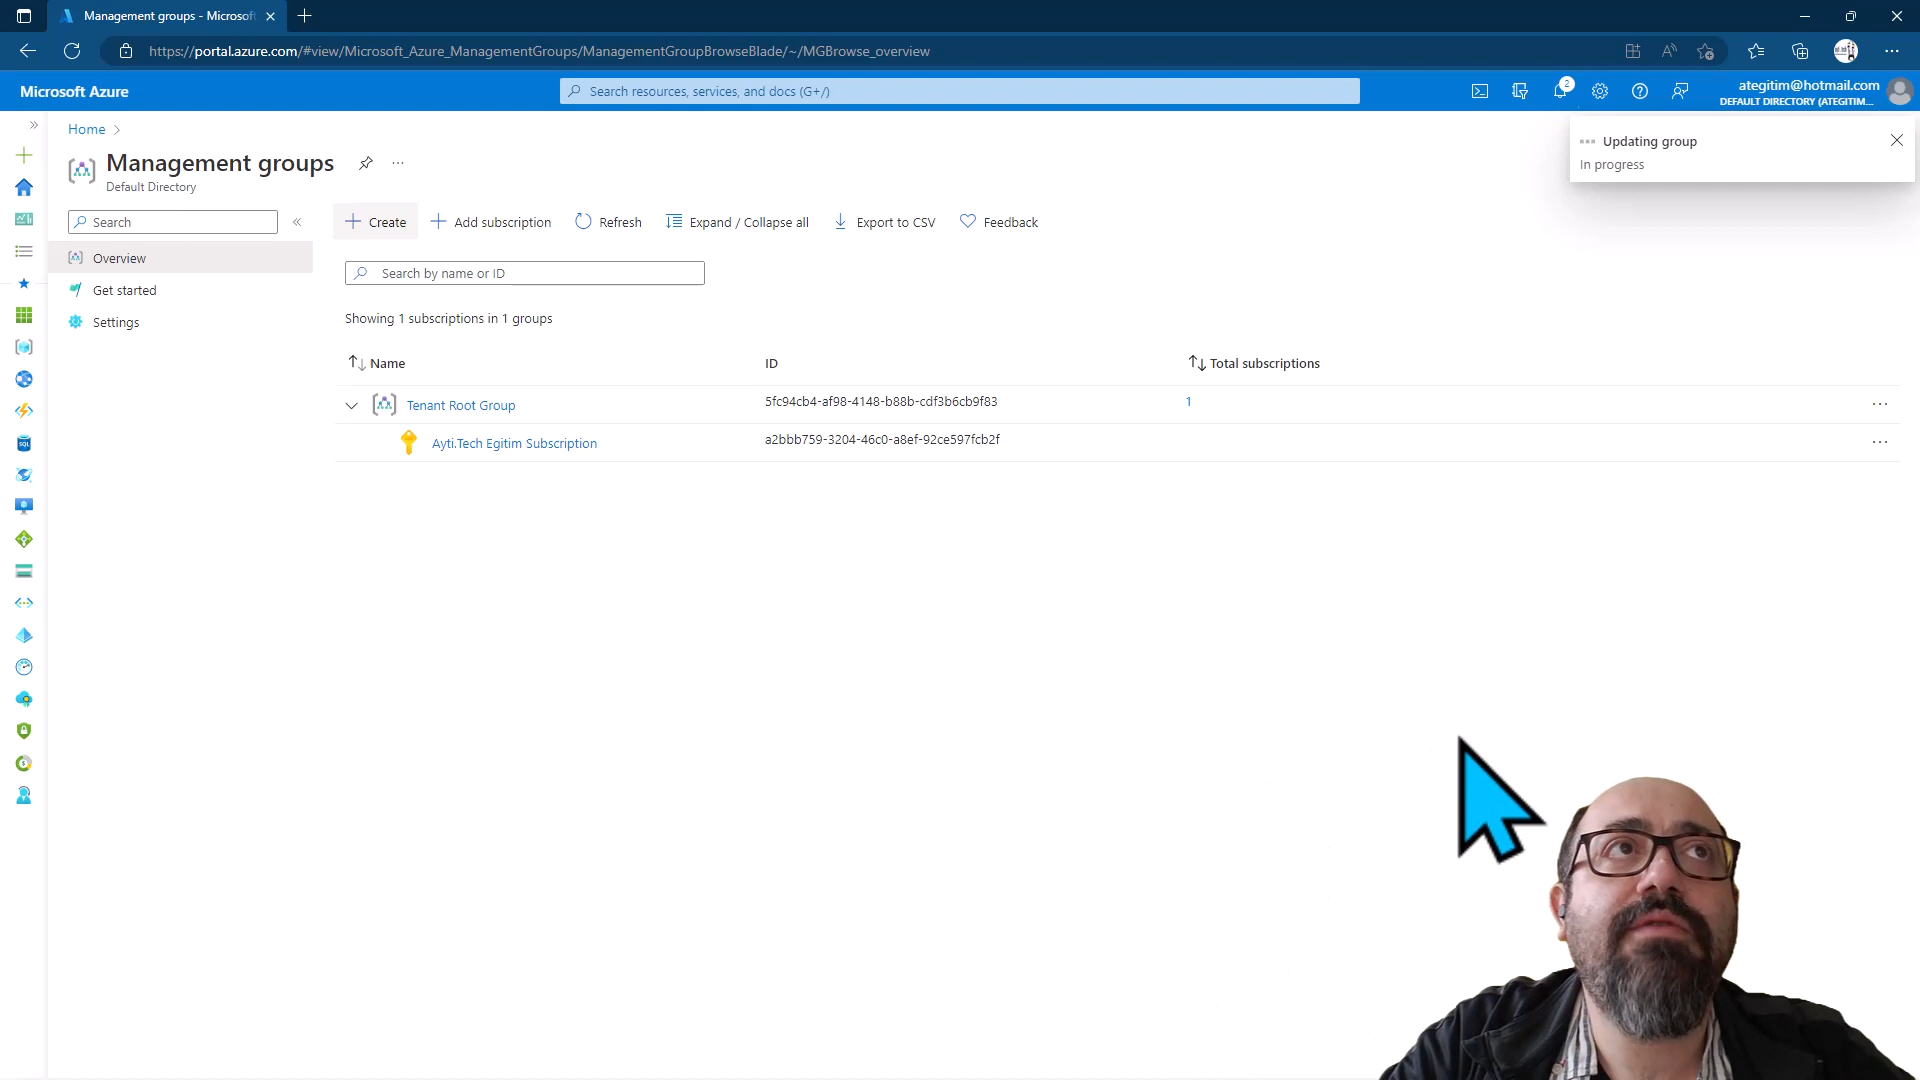 Management groups - Microsoft
https://portal.azure.com/#view/Microsoft_Azure_ManagementGroups/ManagementGroupBrowseBlade/~/MGBrowse_overview
Microsoft Azure
Search resources, services, and docs (G+/)
2
ategitim@hotmail.com
DEFAULT DIRECTORY (ATEGITIM...
Home
Updating group
In progress
Management groups
Default Directory
Search
Create
Add subscription
Refresh
Expand / Collapse all
Export to CSV
Feedback
Overview
Get started
Settings
Search by name or ID
Showing 1 subscriptions in 1 groups
Name ID Total subscriptions
Tenant Root Group 5fc94cb4-af98-4148-b88b-cdf3b6cb9f83 1
Ayti.Tech Egitim Subscription a2bbb759-3204-46c0-a8ef-92ce597fcb2f